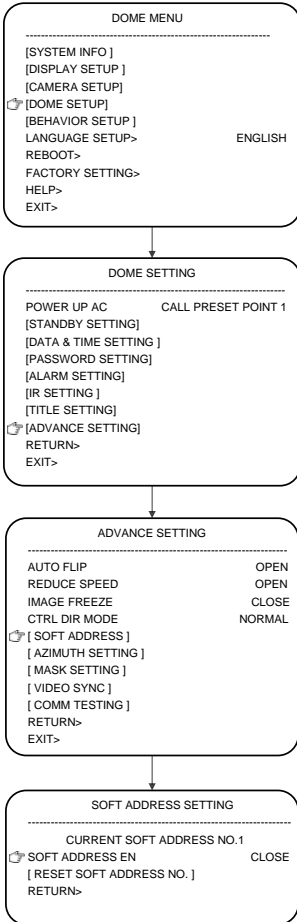 DOME MENU
[SYSTEM INFO ]
[DISPLAY SETUP ]
[CAMERA SETUP]
[DOME SETUP]
[BEHAVIOR SETUP ]
LANGUAGE SETUP> ENGLISH
REBOOT>
FACTORY SETTING>
HELP>
EXIT>
DOME SETTING
POWER UP AC CALL PRESET POINT 1
[STANDBY SETTING]
[DATA & TIME SETTING ]
[PASSWORD SETTING]
[ALARM SETTING]
[IR SETTING ]
[TITLE SETTING]
[ADVANCE SETTING]
RETURN>
EXIT>
ADVANCE SETTING
AUTO FLIP OPEN
REDUCE SPEED OPEN
IMAGE FREEZE CLOSE
CTRL DIR MODE NORMAL
[ SOFT ADDRESS ]
[ AZIMUTH SETTING ]
[ MASK SETTING ]
[ VIDEO SYNC ]
[ COMM TESTING ]
RETURN>
EXIT>
SOFT ADDRESS SETTING
CURRENT SOFT ADDRESS NO.1
SOFT ADDRESS EN CLOSE
[ RESET SOFT ADDRESS NO. ]
RETURN>